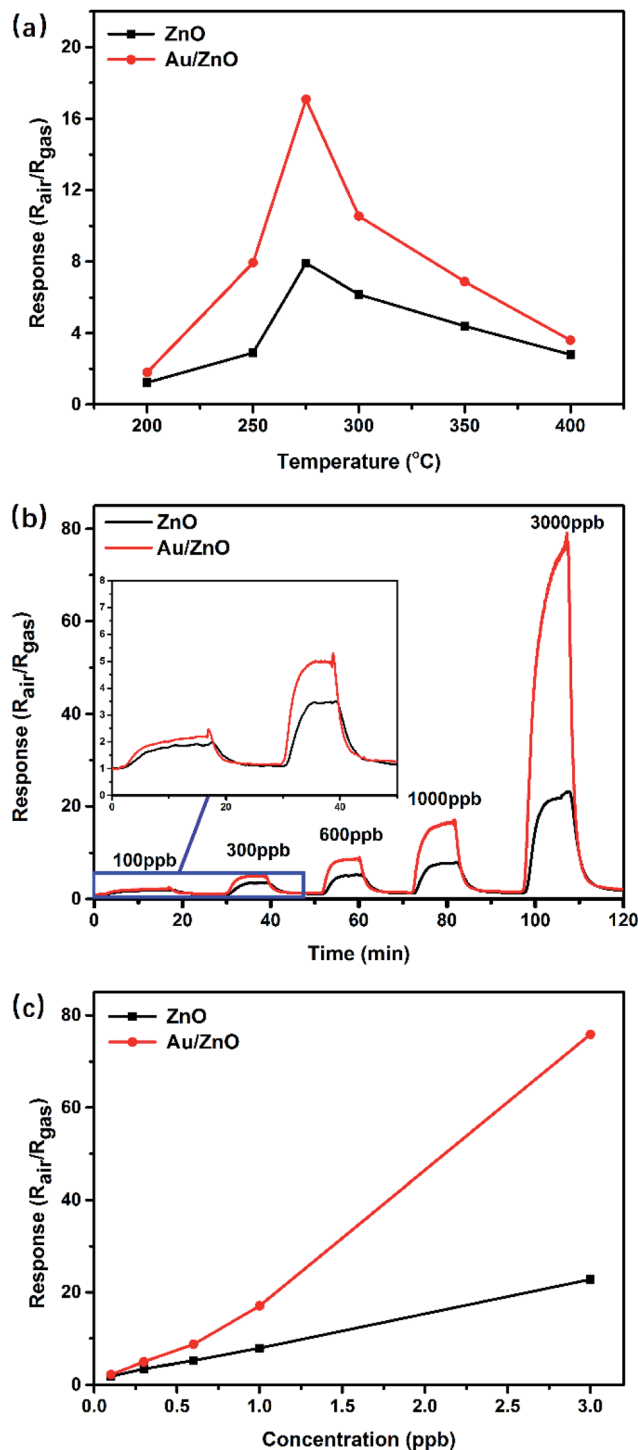 (a)
ZnO
Au/ZnO
Response (Rair/Rgas)
20
16
12
8
4
0
200 250 300 350 400
Temperature (°C)
(b)
ZnO
Au/ZnO
3000ppb
Response (Rair/Rgas)
80
60
40
20
0
8
7
6
5
4
3
2
1
0
0 20 40
1000ppb
600ppb
300ppb
100ppb
0 20 40 60 80 100 120
Time (min)
(c)
ZnO
Au/ZnO
Response (Rair/Rgas)
80
60
40
20
0
0.0 0.5 1.0 1.5 2.0 2.5 3.0
Concentration (ppb)